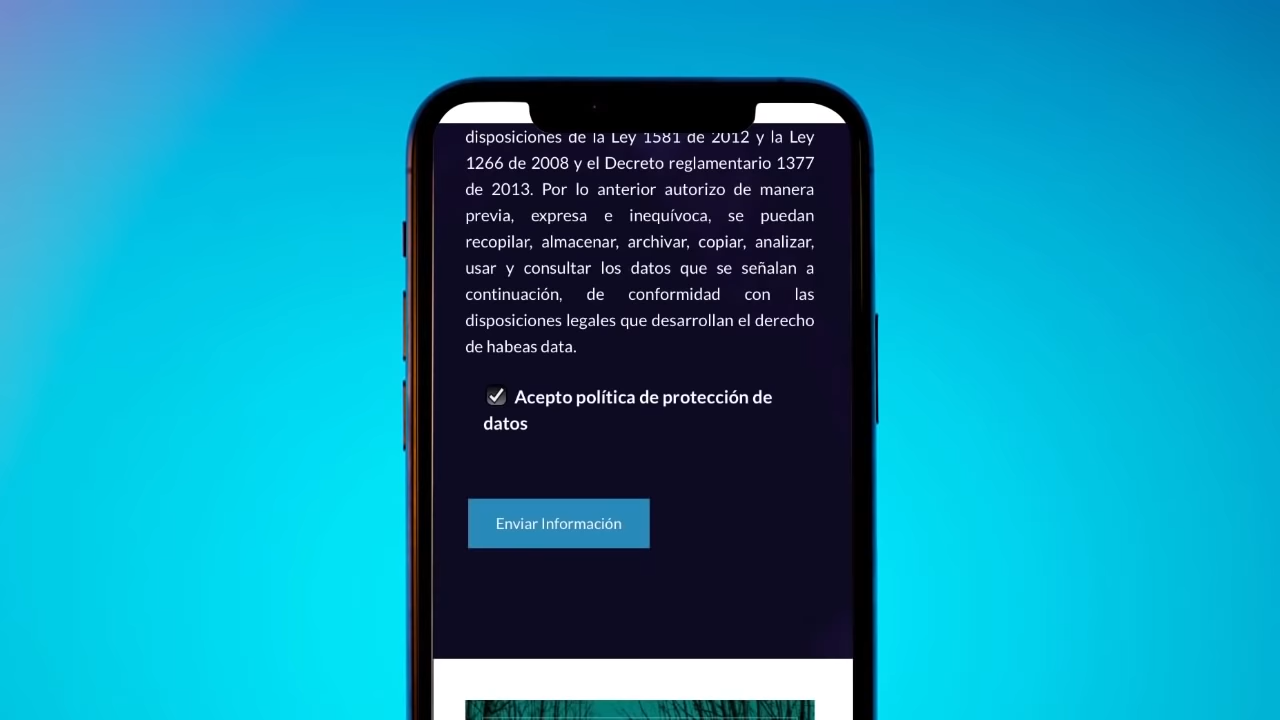 disposiciones de la Ley 1581 de 2012 y la Ley
1266 de 2008 y el Decreto reglamentario 1377
de 2013. Por lo anterior autorizo de manera
previa, expresa e inequívoca, se puedan
recopilar, almacenar, archivar, copiar, analizar,
usar y consultar los datos que se señalan a
continuación, de conformidad con las
disposiciones legales que desarrollan el derecho
de habeas data.
Acepto política de protección de
datos
Enviar Información